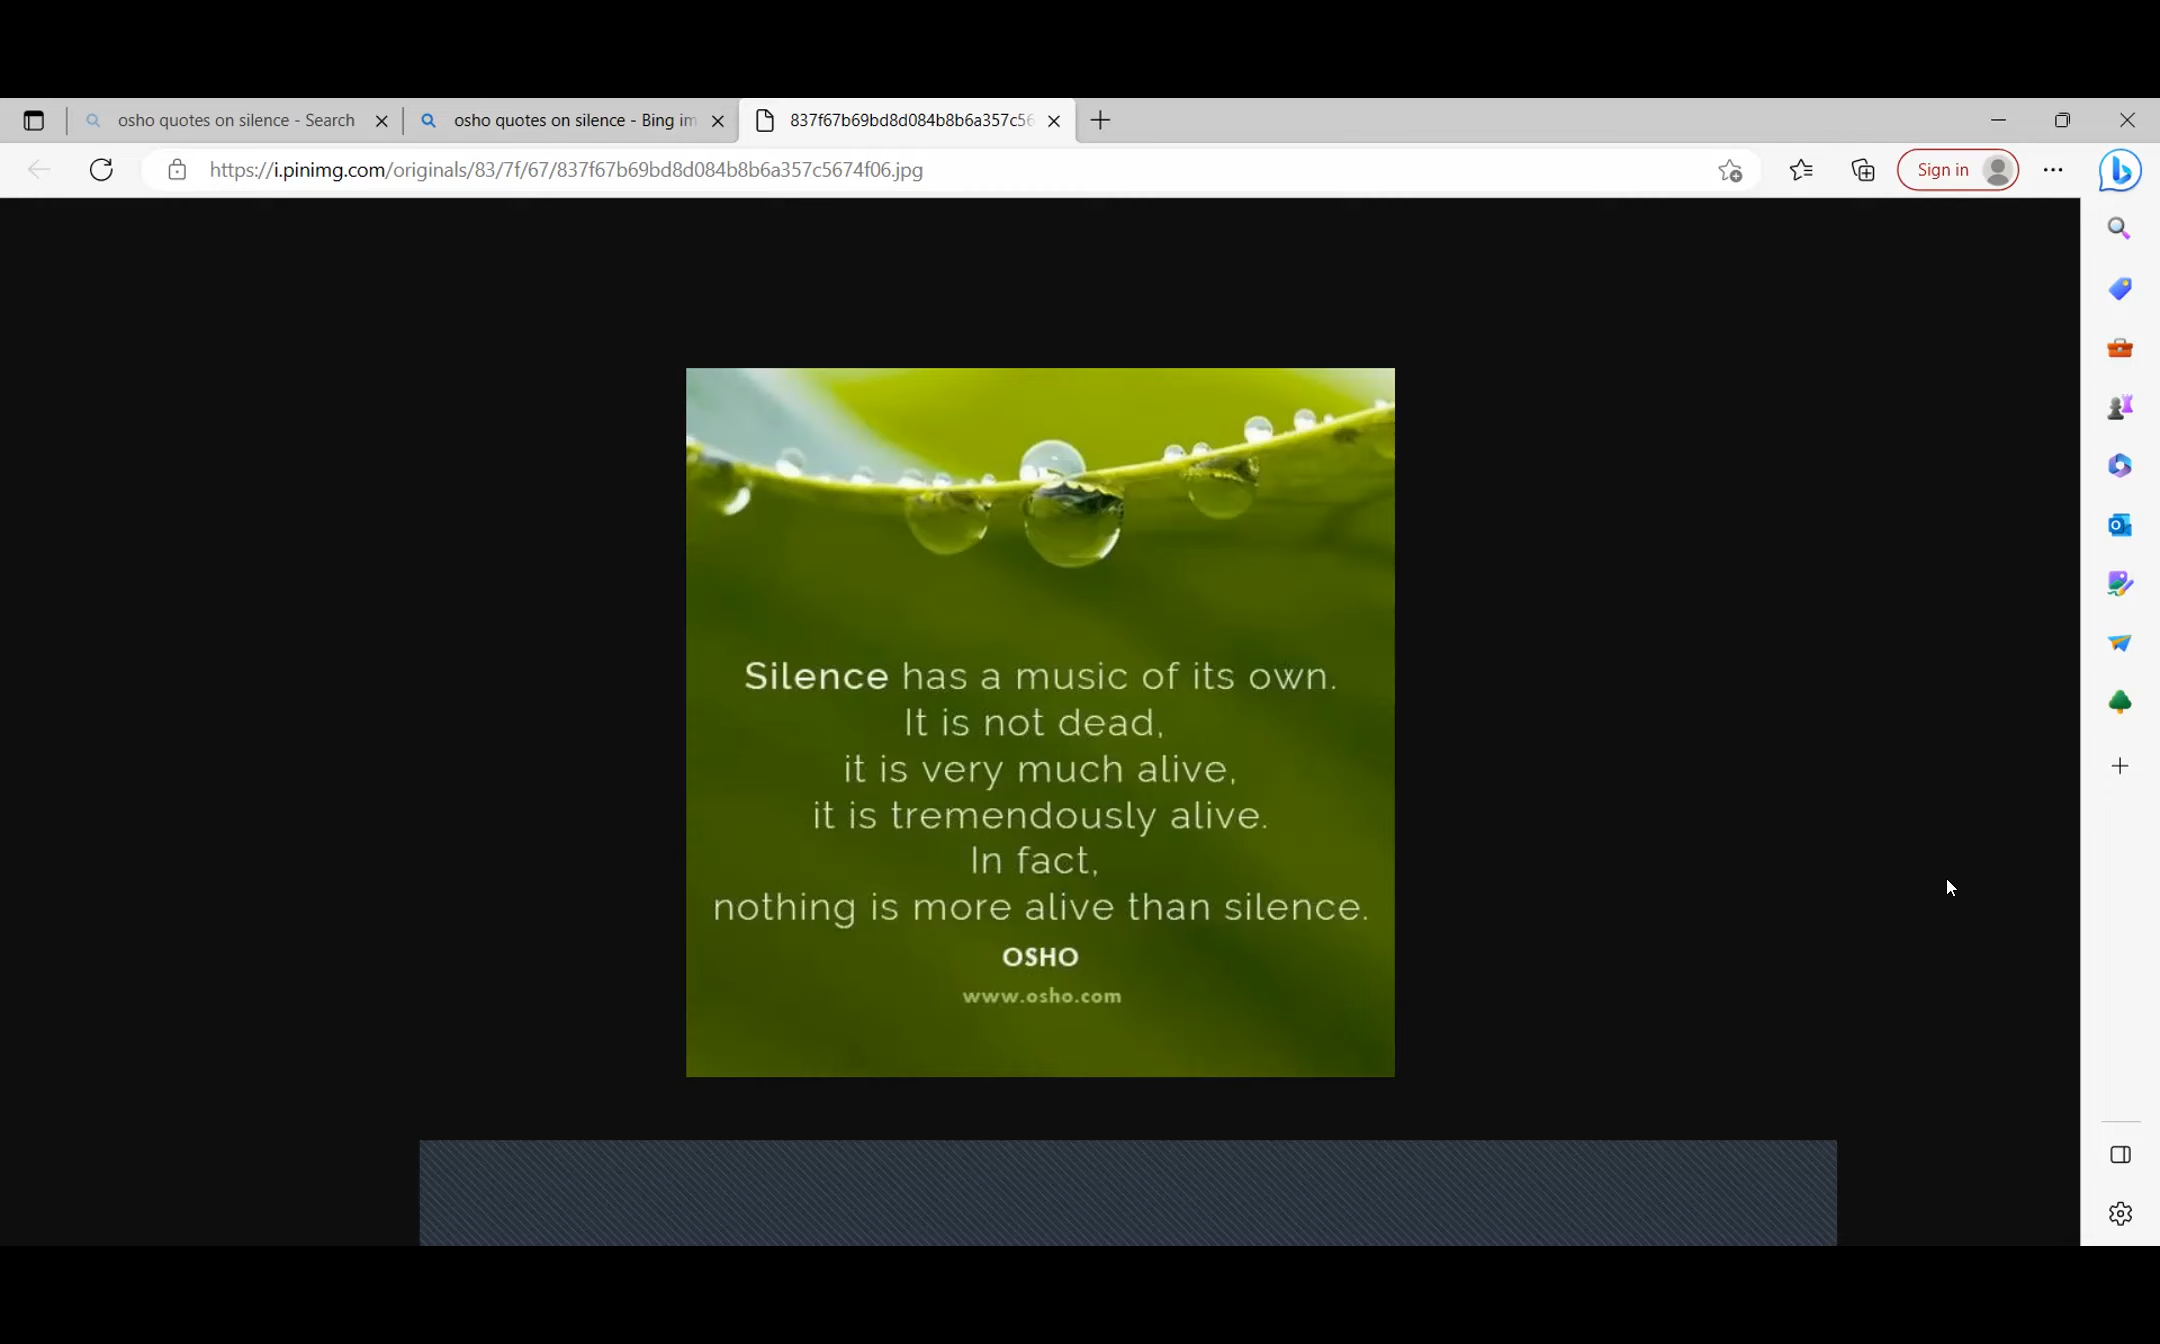 osho quotes on silence - Search
osho quotes on silence - Bing im
837f67b69bd8d084b8b6a357c56
https://i.pinimg.com/originals/83/7f/67/837f67b69bd8d084b8b6a357c5674f06.jpg
Sign in
Silence has a music of its own.
It is not dead,
it is very much alive,
it is tremendously alive.
In fact,
nothing is more alive than silence.
OSHO
www.osho.com